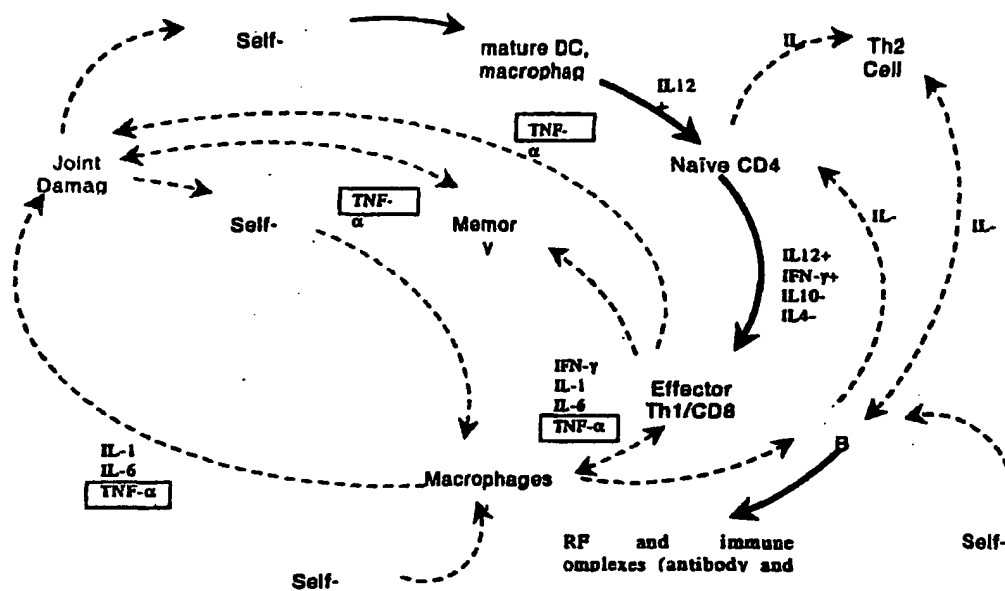 Self-
mature DC,
macrophag
IL-
Th2
Cell
IL12
+
TNF-
α
Naïve CD4
Joint
Damag
TNF-
α
Self-
Memor
y
IL-
IL-
IL12+
IFN-γ+
IL10-
IL4-
IFN-γ
IL-1
IL-6
TNF-α
Effector
Th1/CD8
B
IL-1
IL-6
TNF-α
Macrophages
RF and immune
omplexes (antibody and
Self-
Self-